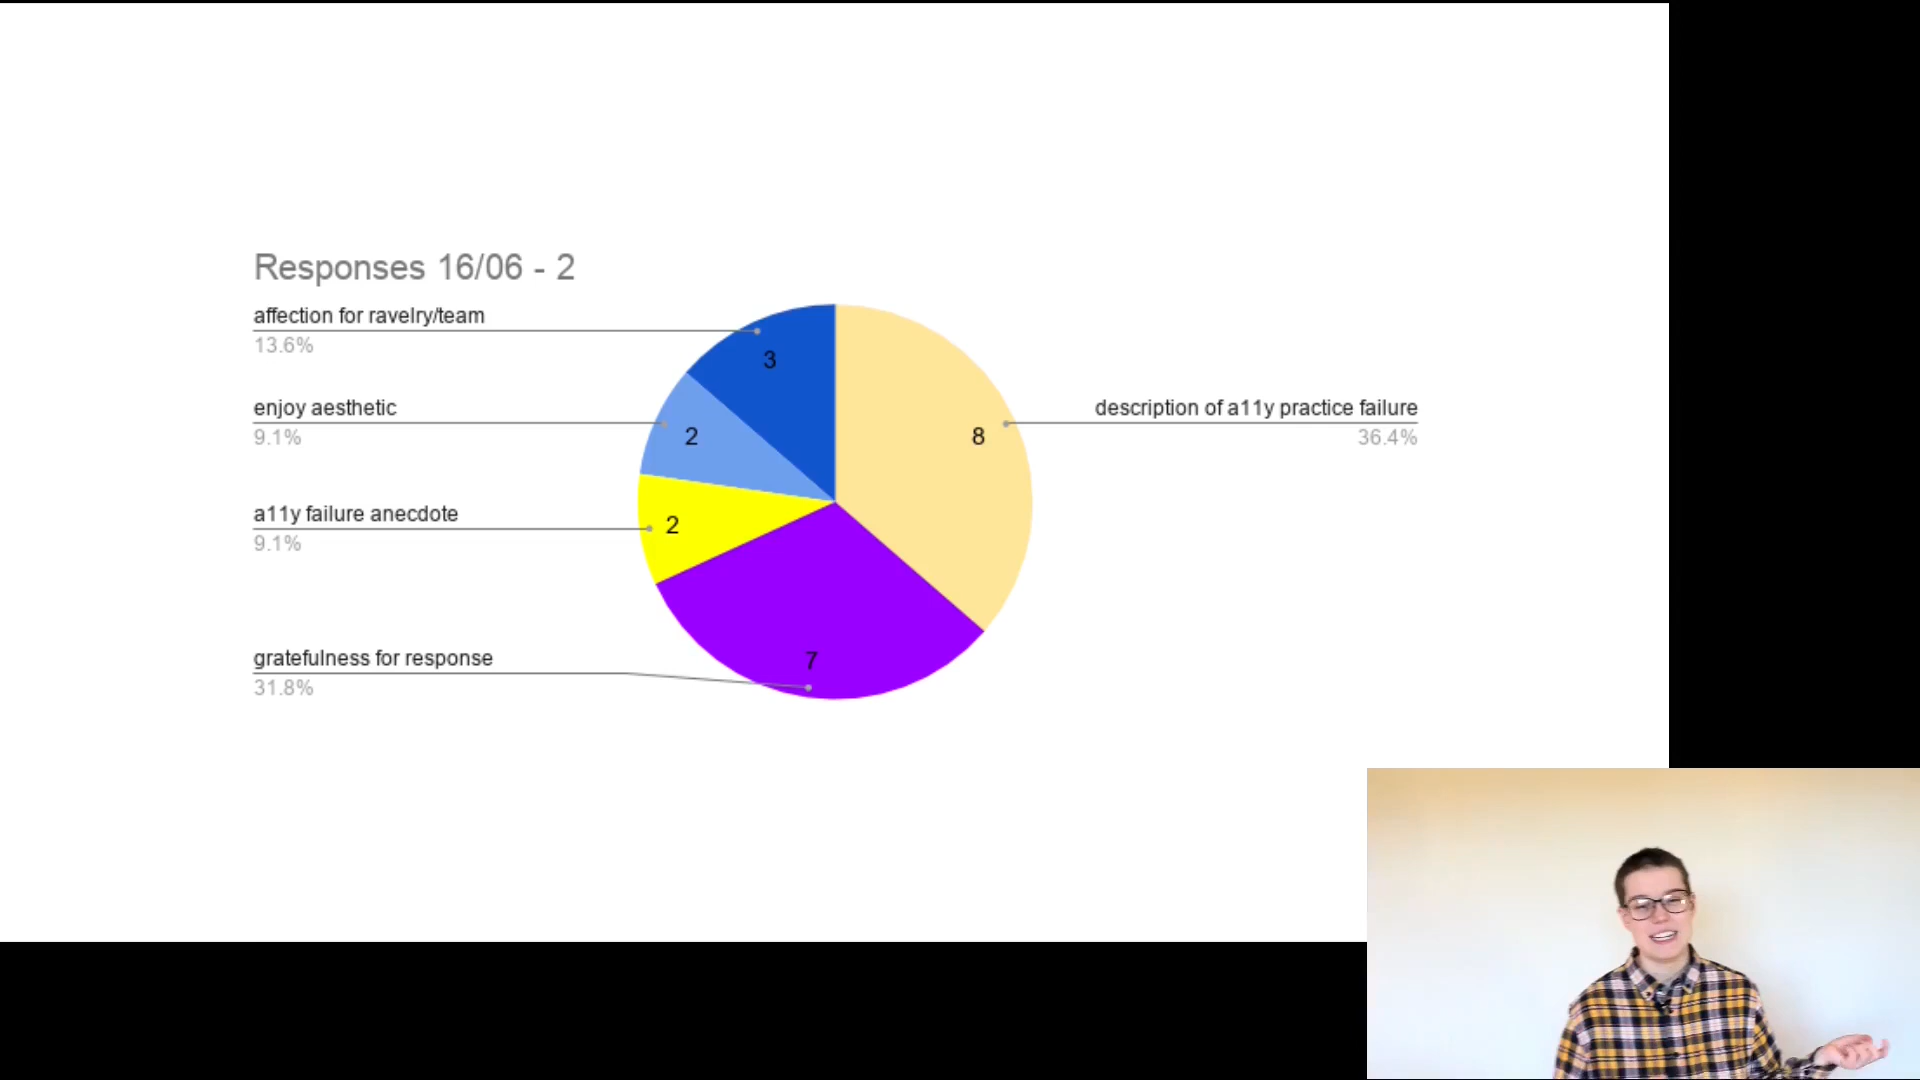 Responses 16/06 - 2
affection for ravelry/team
13.6%
3
enjoy aesthetic
9.1%
2
description of a11y practice failure
36.4%
8
a11y failure anecdote
9.1%
2
gratefulness for response
31.8%
7